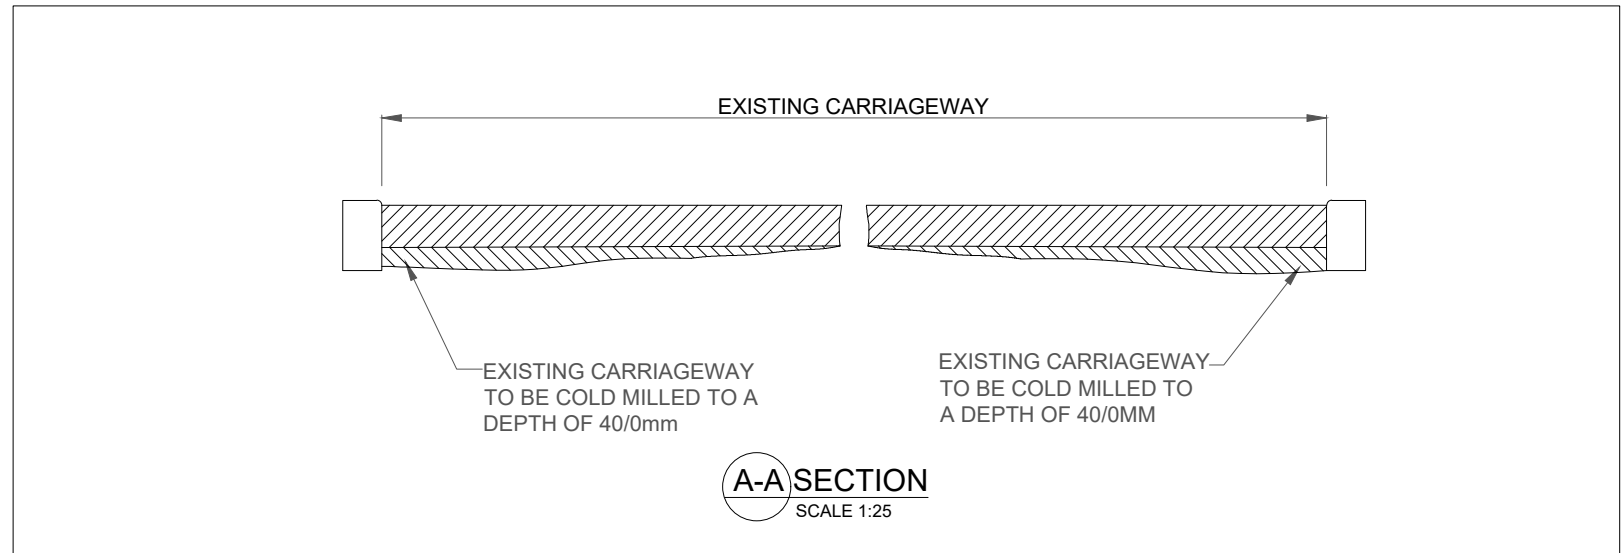 EXISTING CARRIAGEWAY
EXISTING CARRIAGEWAY
TO BE COLD MILLED TO A
DEPTH OF 40/0mm
EXISTING CARRIAGEWAY
TO BE COLD MILLED TO
A DEPTH OF 40/0MM
A-A SECTION
SCALE 1:25